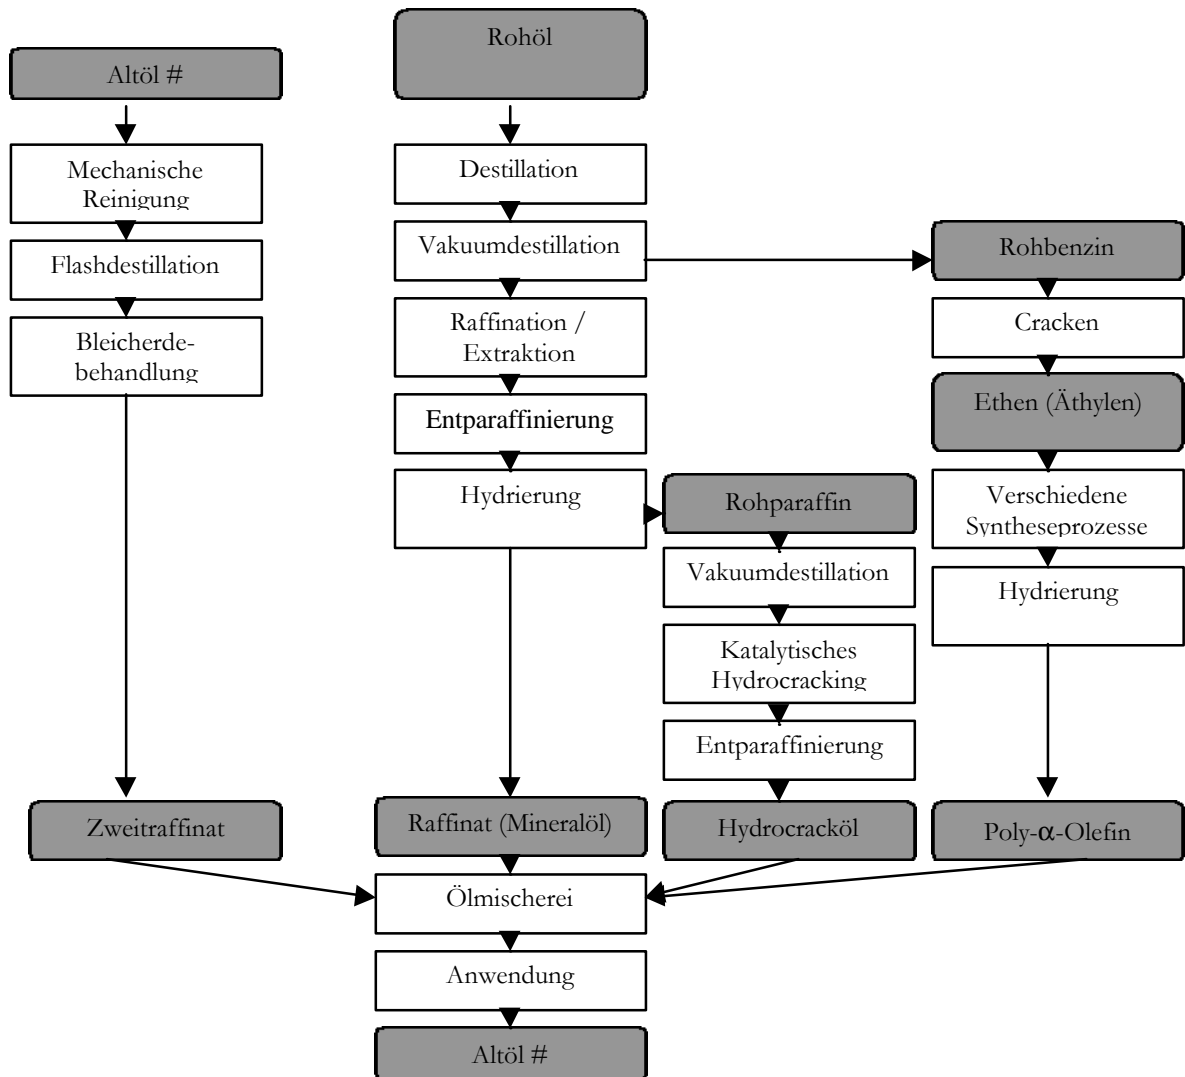 Altöl #
Mechanische
Reinigung
Flashdestillation
Bleicherde-
behandlung
Zweitraffinat
Rohöl
Destillation
Vakuumdestillation
Raffination /
Extraktion
Entparaffinierung
Hydrierung
Raffinat (Mineralöl)
Rohparaffin
Vakuumdestillation
Katalytisches
Hydrocracking
Entparaffinierung
Hydrocracköl
Rohbenzin
Cracken
Ethen (Äthylen)
Verschiedene
Syntheseprozesse
Hydrierung
Poly-α-Olefin
Ölmischerei
Anwendung
Altöl #